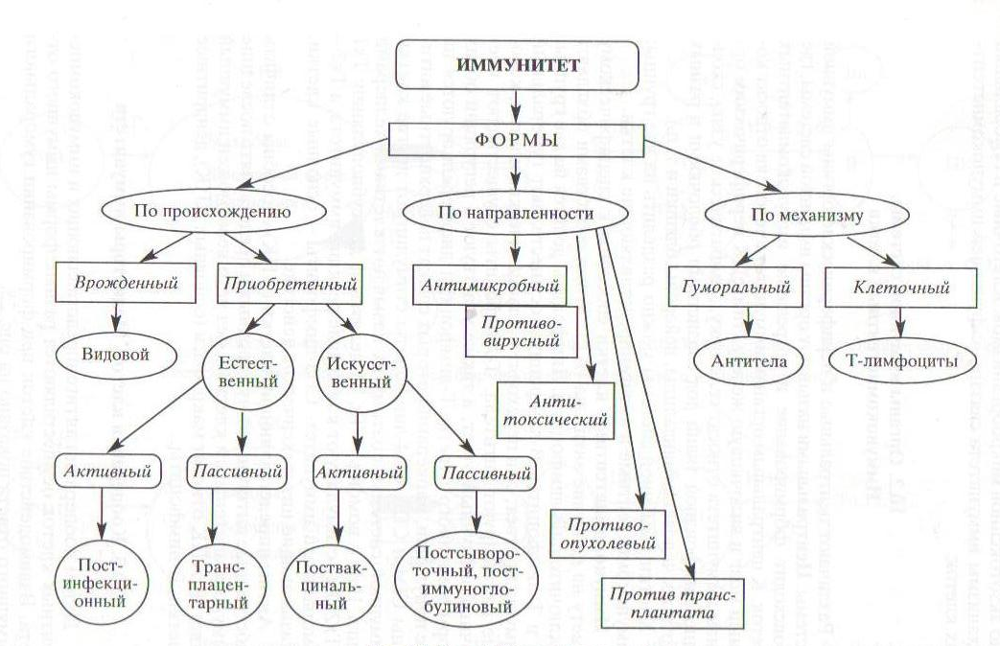 ИММУНИТЕТ
ФОРМЫ
По происхождению
По направленности
По механизму
Врожденный
Приобретенный
Антимикробный
Гуморальный
Клеточный
Противо-
вирусный
Видовой
Естест-
венный
Искусст-
венный
Антитела
Т-лимфоциты
Анти-
токсический
Активный
Пассивный
Активный
Пассивный
Противо-
опухолевый
Пост-
инфекци-
онный
Транс-
плацен-
тарный
Поствак-
циналь-
ный
Постсыворо-
точный, пост-
иммуногло-
булиновый
Против транс-
плантата